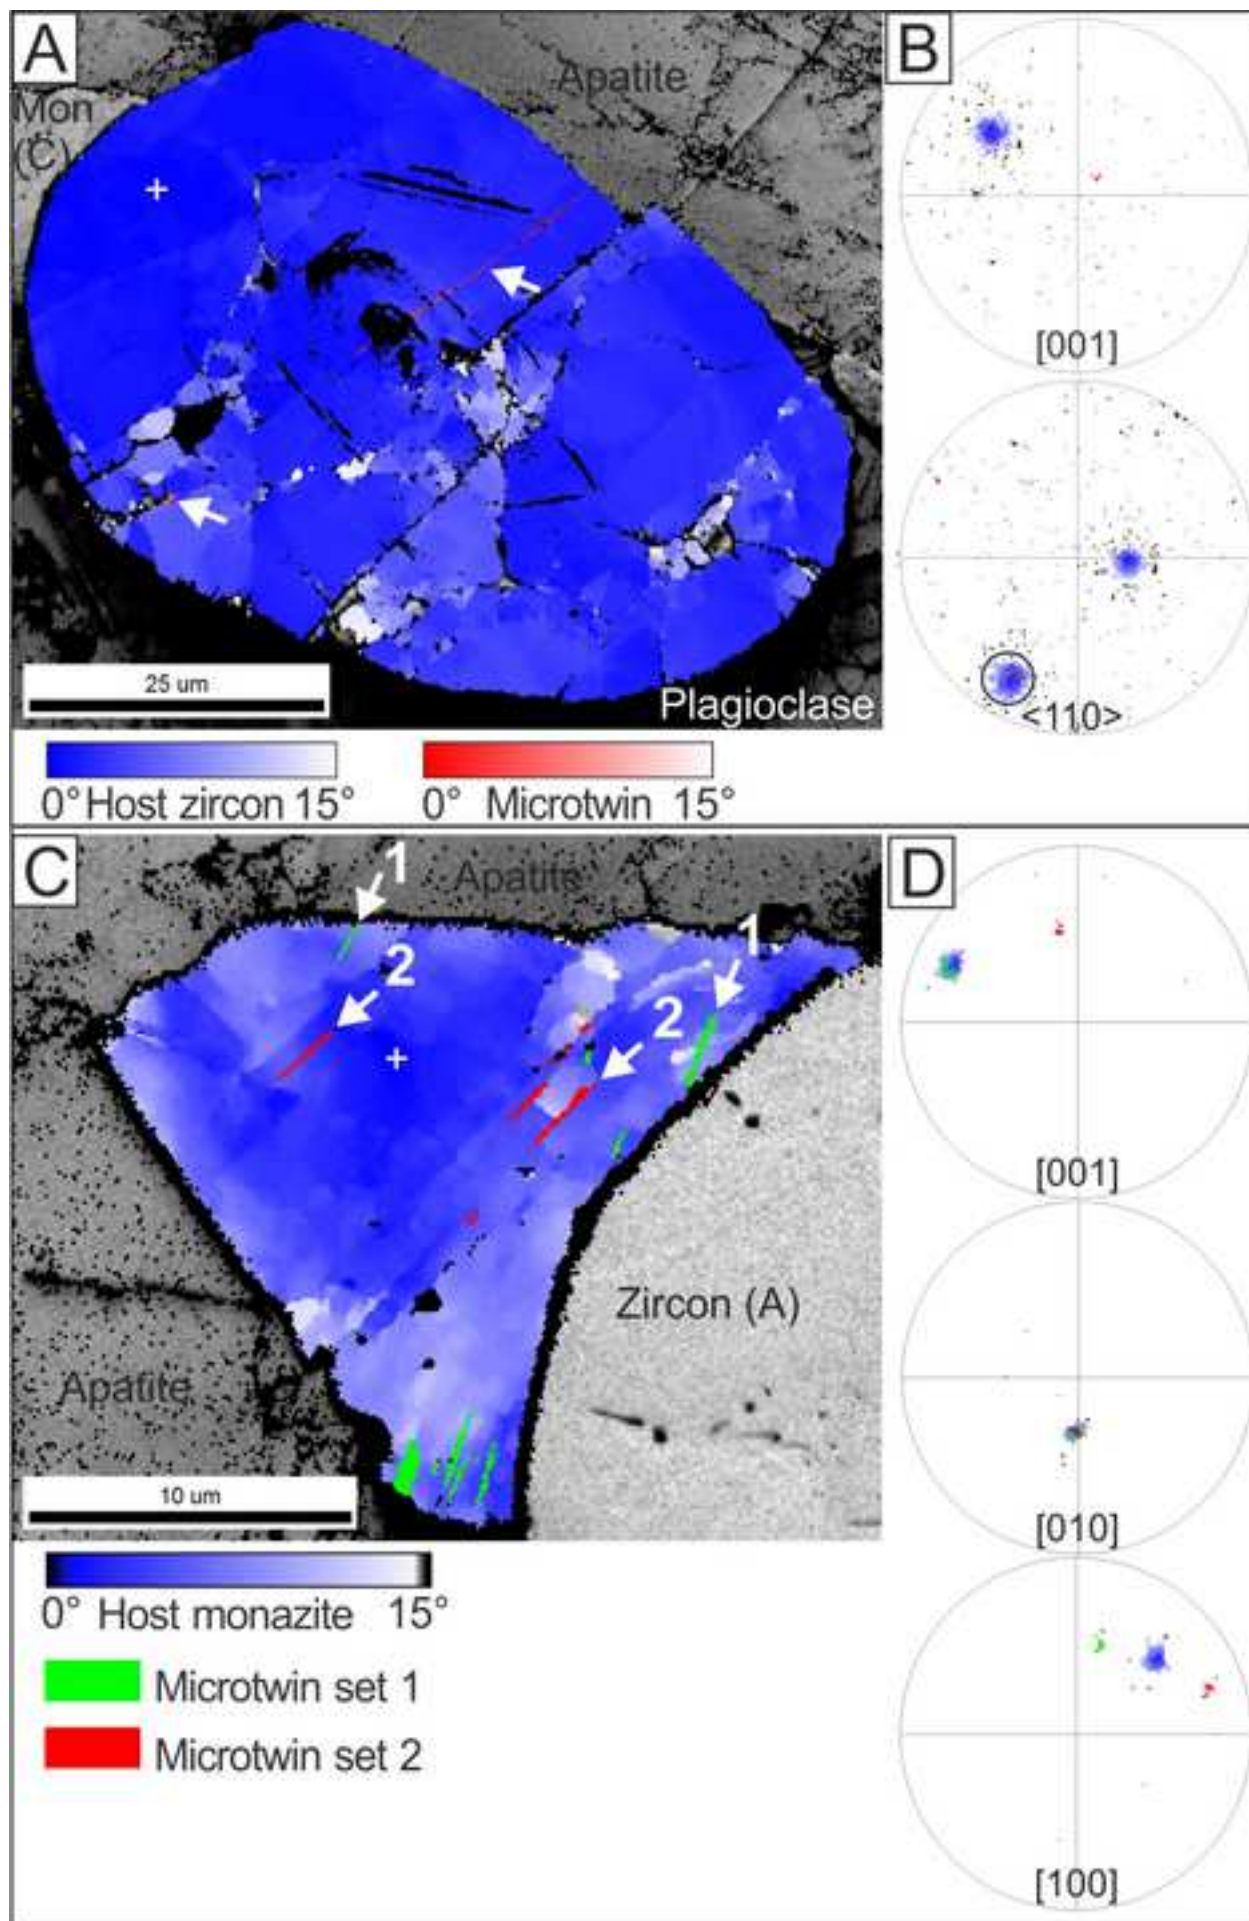 A
Apatite
Mon
(C)
25 um
Plagioclase
0° Host zircon 15°
0° Microtwin 15°
B
[001]
<110>
C
1
Apatite
2
1
2
Zircon (A)
Apatite
10 um
0° Host monazite 15°
Microtwin set 1
Microtwin set 2
D
[001]
[010]
[100]